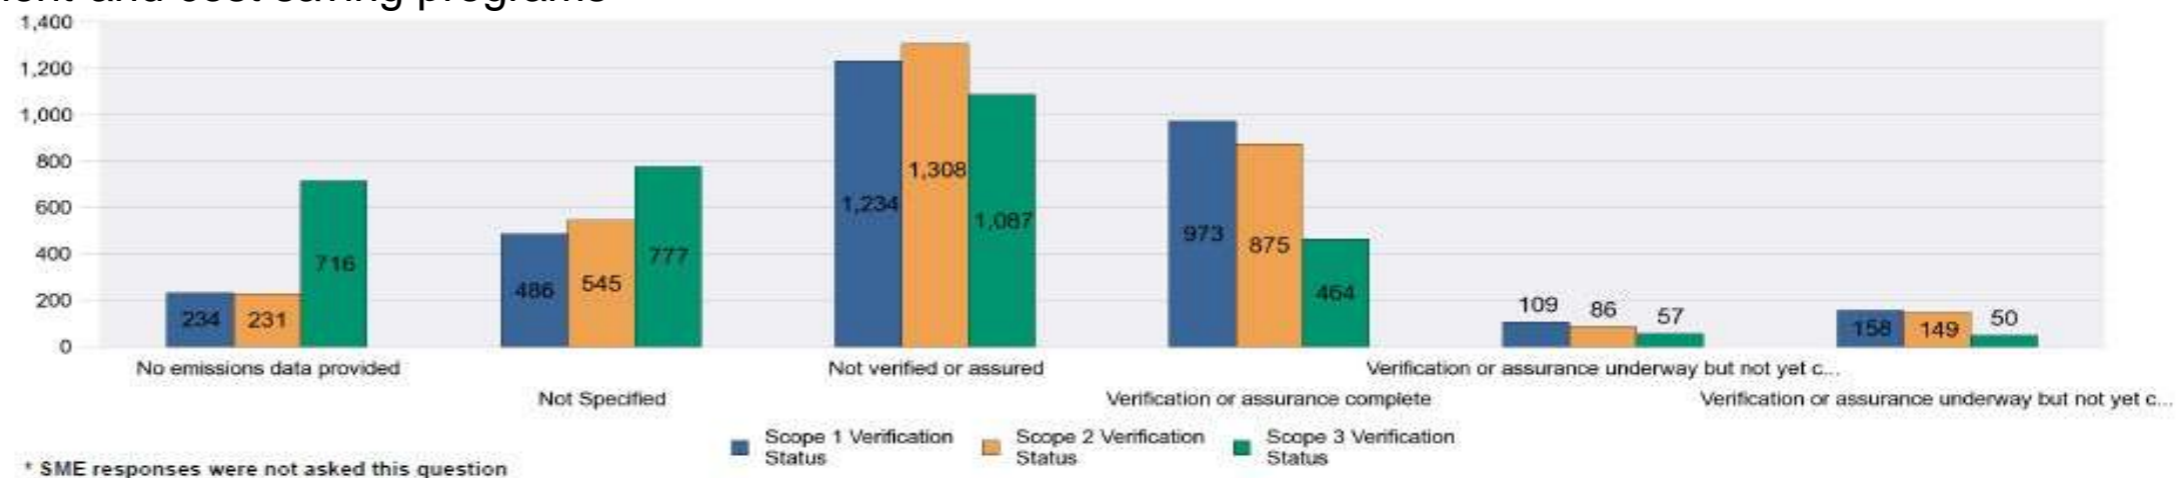 and cost saving programs
1,400
1,200
1,000
800
600
400
200
0
234 231 716
486 545 777
1,234 1,308 1,087
973 875 464
109 86 57
158 149 50
No emissions data provided
Not Specified
Not verified or assured
Verification or assurance complete
Verification or assurance underway but not yet c...
Verification or assurance underway but not yet c...
Scope 1 Verification
Status
Scope 2 Verification
Status
Scope 3 Verification
Status
* SME responses were not asked this question